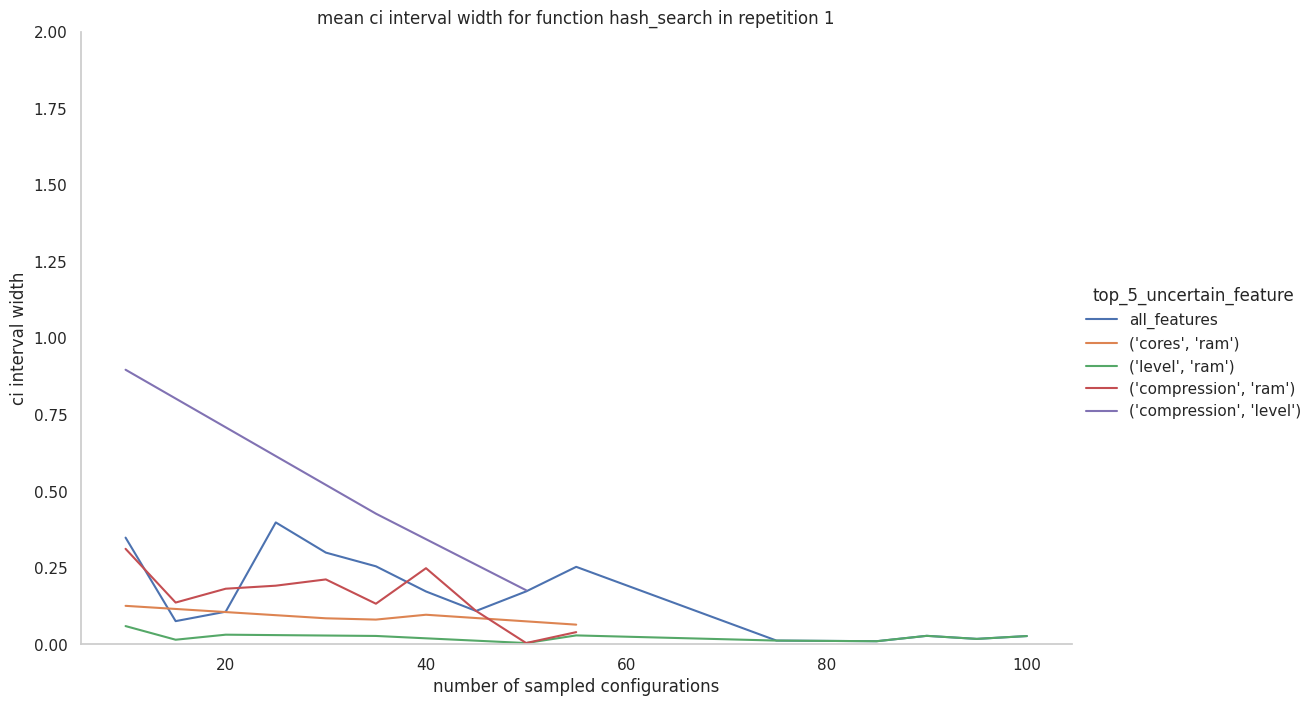 mean ci interval width for function hash_search in repetition 1
2.00
1.75
1.50
1.25
1.00
0.75
0.50
0.25
0.00
ci interval width
20
40
60
80
100
number of sampled configurations
top_5_uncertain_feature
all_features
('cores', 'ram')
('level', 'ram')
('compression', 'ram')
('compression', 'level')